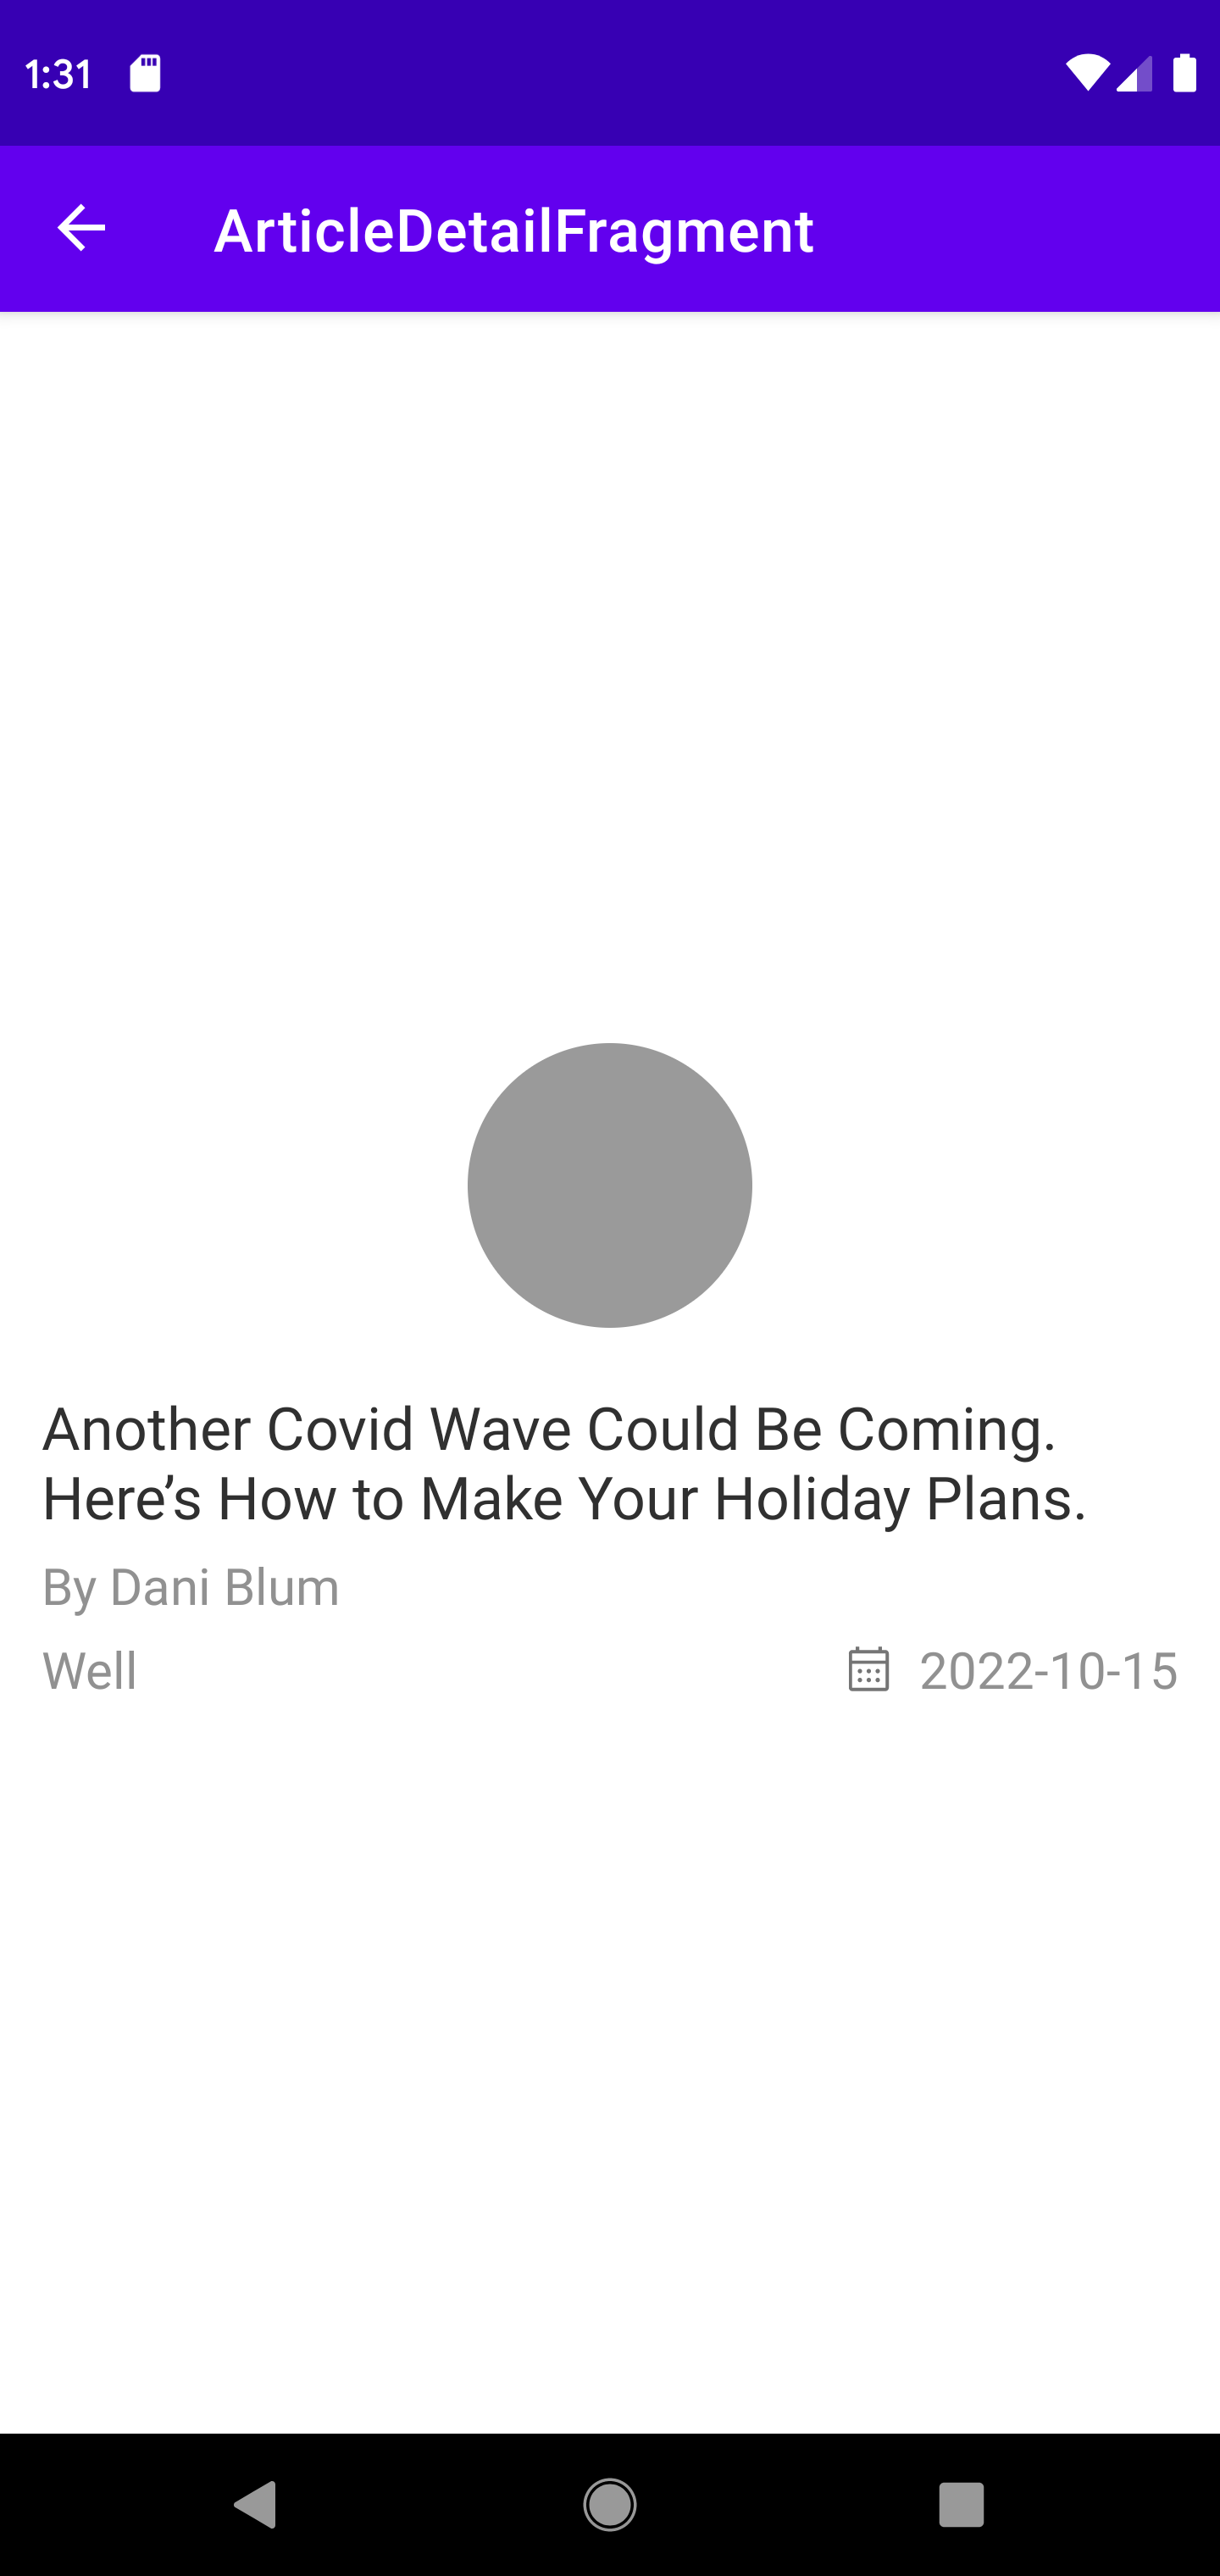 1:31
ArticleDetailFragment
Another Covid Wave Could Be Coming.
Here’s How to Make Your Holiday Plans.
By Dani Blum
Well 2022-10-15